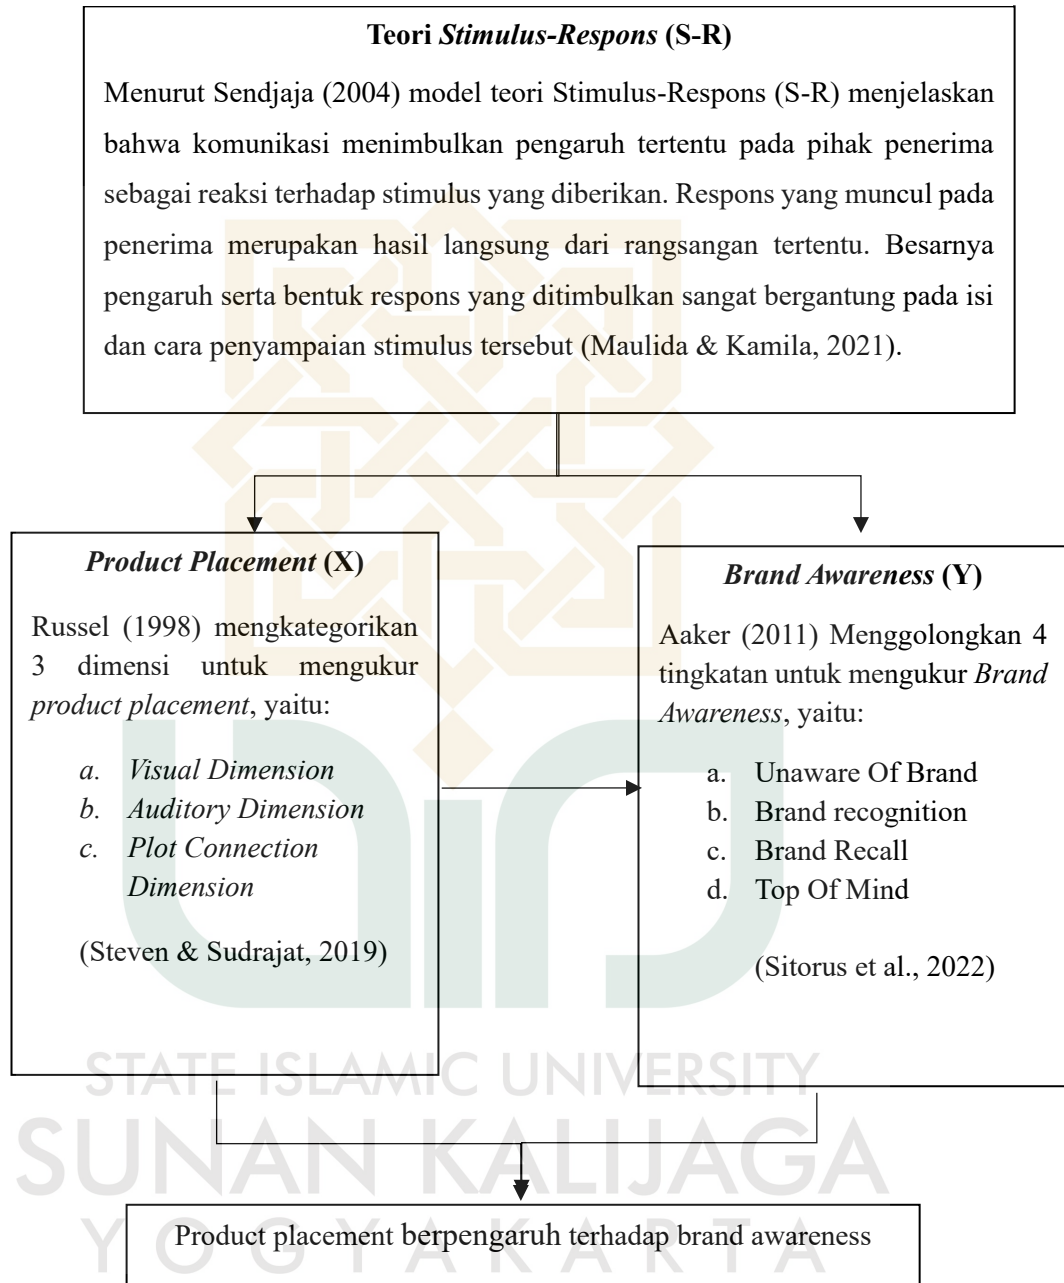 Teori Stimulus-Respons (S-R)
Menurut Sendjaja (2004) model teori Stimulus-Respons (S-R) menjelaskan
bahwa komunikasi menimbulkan pengaruh tertentu pada pihak penerima
sebagai reaksi terhadap stimulus yang diberikan. Respons yang muncul pada
penerima merupakan hasil langsung dari rangsangan tertentu. Besarnya
pengaruh serta bentuk respons yang ditimbulkan sangat bergantung pada isi
dan cara penyampaian stimulus tersebut (Maulida & Kamila, 2021).
Product Placement (X)
Russel (1998) mengkategorikan
3 dimensi untuk mengukur
product placement, yaitu:
a. Visual Dimension
b. Auditory Dimension
c. Plot Connection
Dimension
(Steven & Sudrajat, 2019)
Brand Awareness (Y)
Aaker (2011) Menggolongkan 4
tingkatan untuk mengukur Brand
Awareness, yaitu:
a. Unaware Of Brand
b. Brand recognition
c. Brand Recall
d. Top Of Mind
(Sitorus et al., 2022)
STATE ISLAMIC UNIVERSITY
SUNAN KALIJAGA
YOGYAKARTA
Product placement berpengaruh terhadap brand awareness